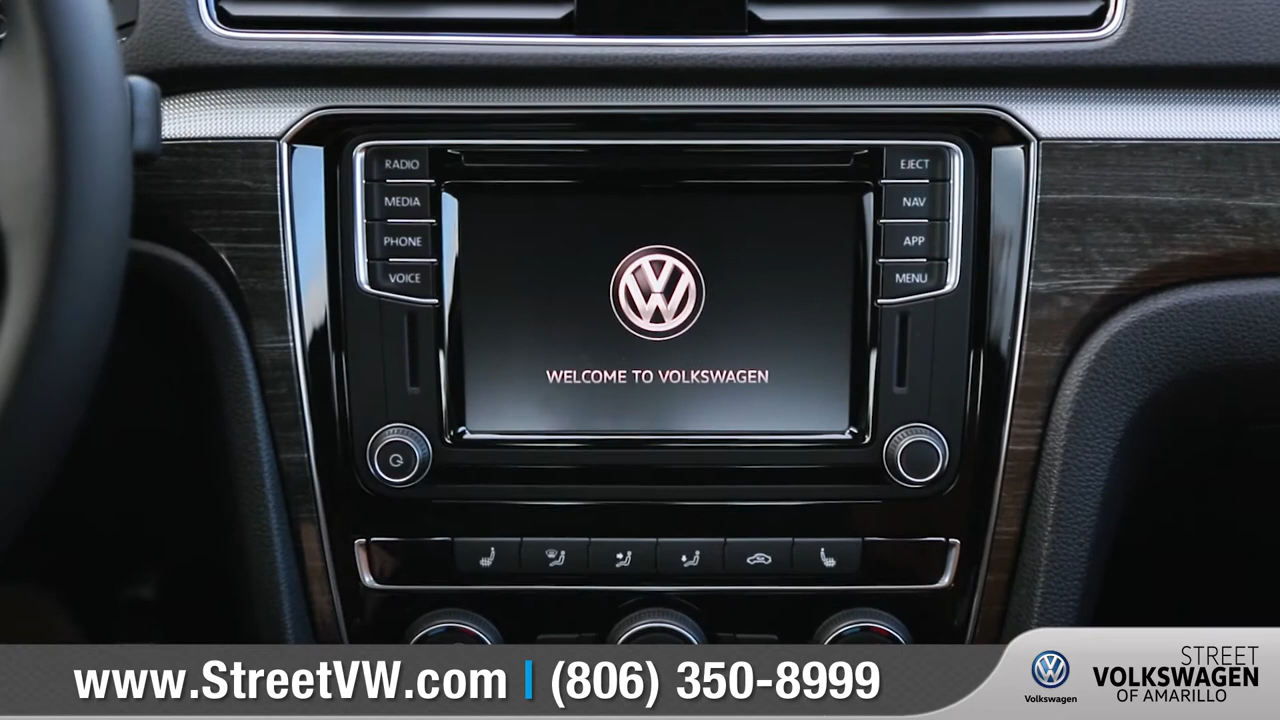 RADIO
MEDIA
PHONE
VOICE
EJECT
NAV
APP
MENU
WELCOME TO VOLKSWAGEN
www.StreetVW.com | (806) 350-8999
Volkswagen
STREET
VOLKSWAGEN
OF AMARILLO